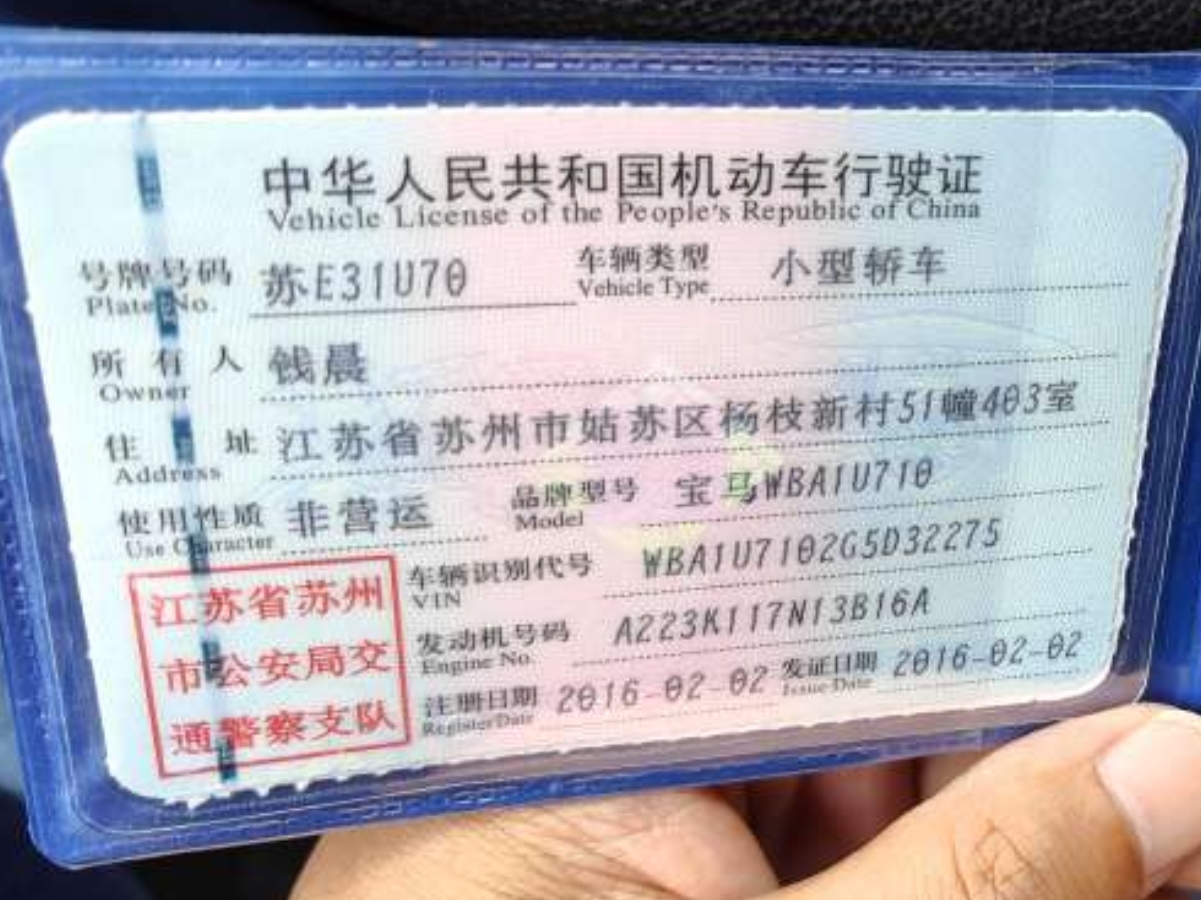 中华人民共和国机动车行驶证
Vehicle License of the People's Republic of China
号牌号码 苏E31U70 车辆类型 小型轿车
Plate No. Vehicle Type
所有人 钱晨
Owner
住址 江苏省苏州市姑苏区杨枝新村51幢403室
Address
使用性质 非营运 品牌型号 宝马WBA1U710
Use Character Model
车辆识别代号 WBA1U7102G5D32275
VIN
发动机号码 A223K117N13B16A
Engine No.
注册日期 2016-02-02 发证日期 2016-02-02
Register Date Issue Date
江苏省苏州
市公安局交
通警察支队